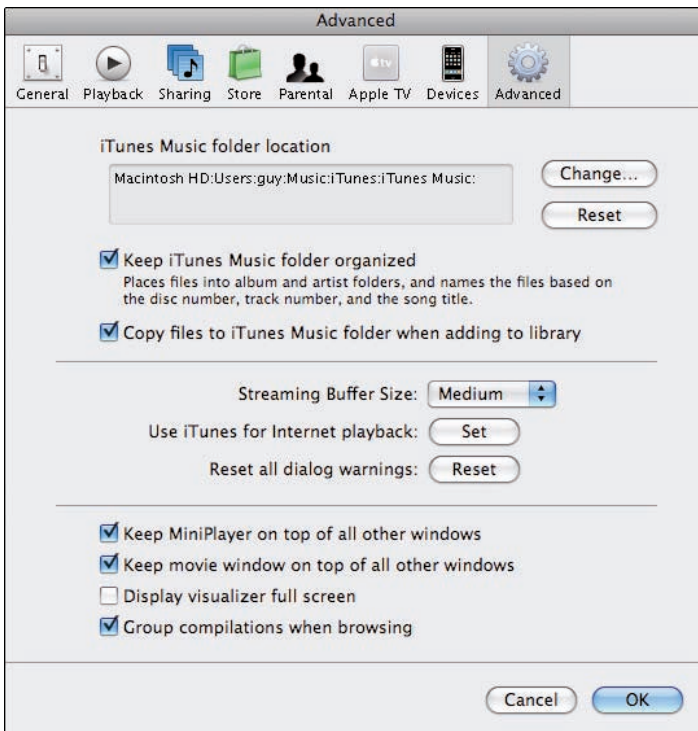 Advanced
General Playback Sharing Store Parental Apple TV Devices Advanced
iTunes Music folder location
Macintosh HD:Users:guy:Music:iTunes:iTunes Music:
Change...
Reset
Keep iTunes Music folder organized
Places files into album and artist folders, and names the files based on
the disc number, track number, and the song title.
Copy files to iTunes Music folder when adding to library
Streaming Buffer Size: Medium
Use iTunes for Internet playback: Set
Reset all dialog warnings: Reset
Keep MiniPlayer on top of all other windows
Keep movie window on top of all other windows
Display visualizer full screen
Group compilations when browsing
Cancel OK